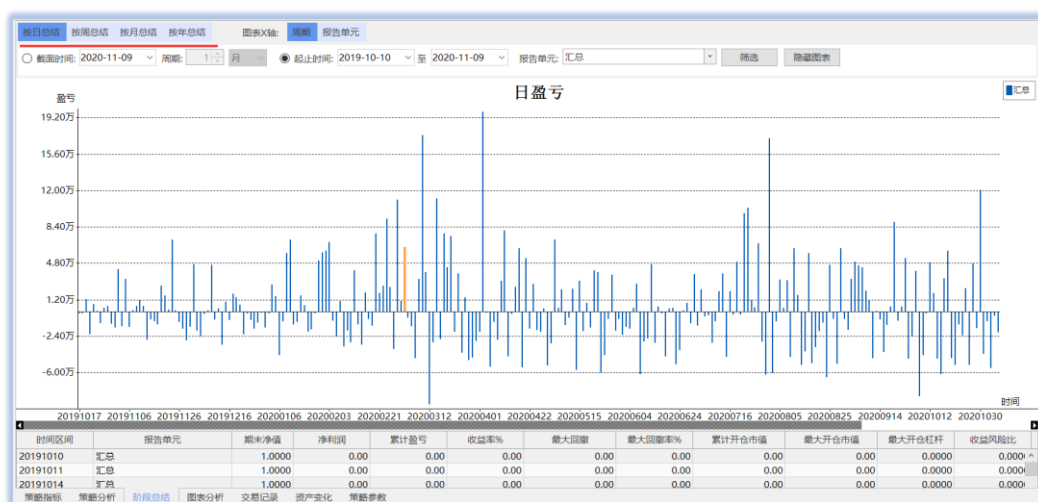 按日总结 按周总结 按月总结 按年总结 图表X轴: 周期 报告单元
截面时间: 2020-11-09 周期: 1 月 起止时间: 2019-10-10 至 2020-11-09 报告单元: 汇总 筛选 隐藏图表
日盈亏
汇总
盈亏
19.20万
15.60万
12.00万
8.40万
4.80万
1.20万
-2.40万
-6.00万
时间
20191017 20191106 20191126 20191216 20200106 20200203 20200221 20200312 20200401 20200422 20200515 20200604 20200624 20200716 20200805 20200825 20200914 20201012 20201030
时间区间 报告单元 期末净值 净利润 累计盈亏 收益率% 最大回撤 最大回撤率% 累计开仓市值 最大开仓市值 最大开仓杠杆 收益风险比
20191010 汇总 1.0000 0.00 0.00 0.00 0.00 0.00 0.00 0.00 0.0000 0.000
20191011 汇总 1.0000 0.00 0.00 0.00 0.00 0.00 0.00 0.00 0.0000 0.000
20191014 汇总 1.0000 0.00 0.00 0.00 0.00 0.00 0.00 0.00 0.0000 0.000
策略指标 策略分析 阶段总结 图表分析 交易记录 资产变化 策略参数